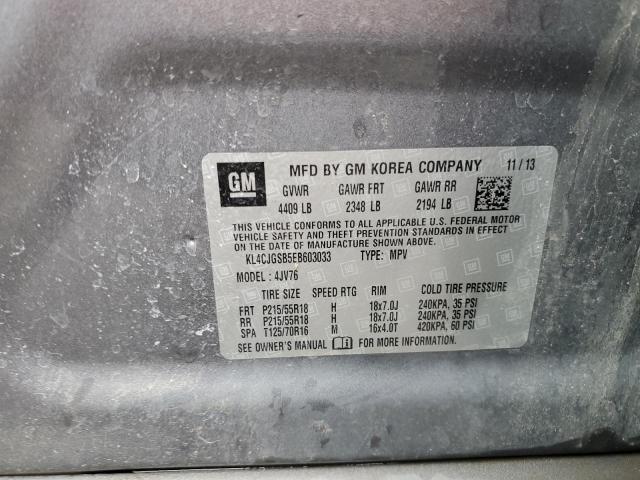 GM
MFD BY GM KOREA COMPANY 11/13
GVWR GAWR FRT GAWR RR
4409 LB 2348 LB 2194 LB
THIS VEHICLE CONFORMS TO ALL APPLICABLE U.S. FEDERAL MOTOR
VEHICLE SAFETY AND THEFT PREVENTION STANDARDS IN EFFECT
ON THE DATE OF MANUFACTURE SHOWN ABOVE.
KL4CJGSB5EB603033 TYPE: MPV
MODEL: 4JV76
TIRE SIZE SPEED RTG RIM COLD TIRE PRESSURE
FRT P215/55R18 H 18x7.0J 240KPA, 35 PSI
RR P215/55R18 H 18x7.0J 240KPA, 35 PSI
SPA T125/70R16 M 16x4.0T 420KPA, 60 PSI
SEE OWNER'S MANUAL FOR MORE INFORMATION.